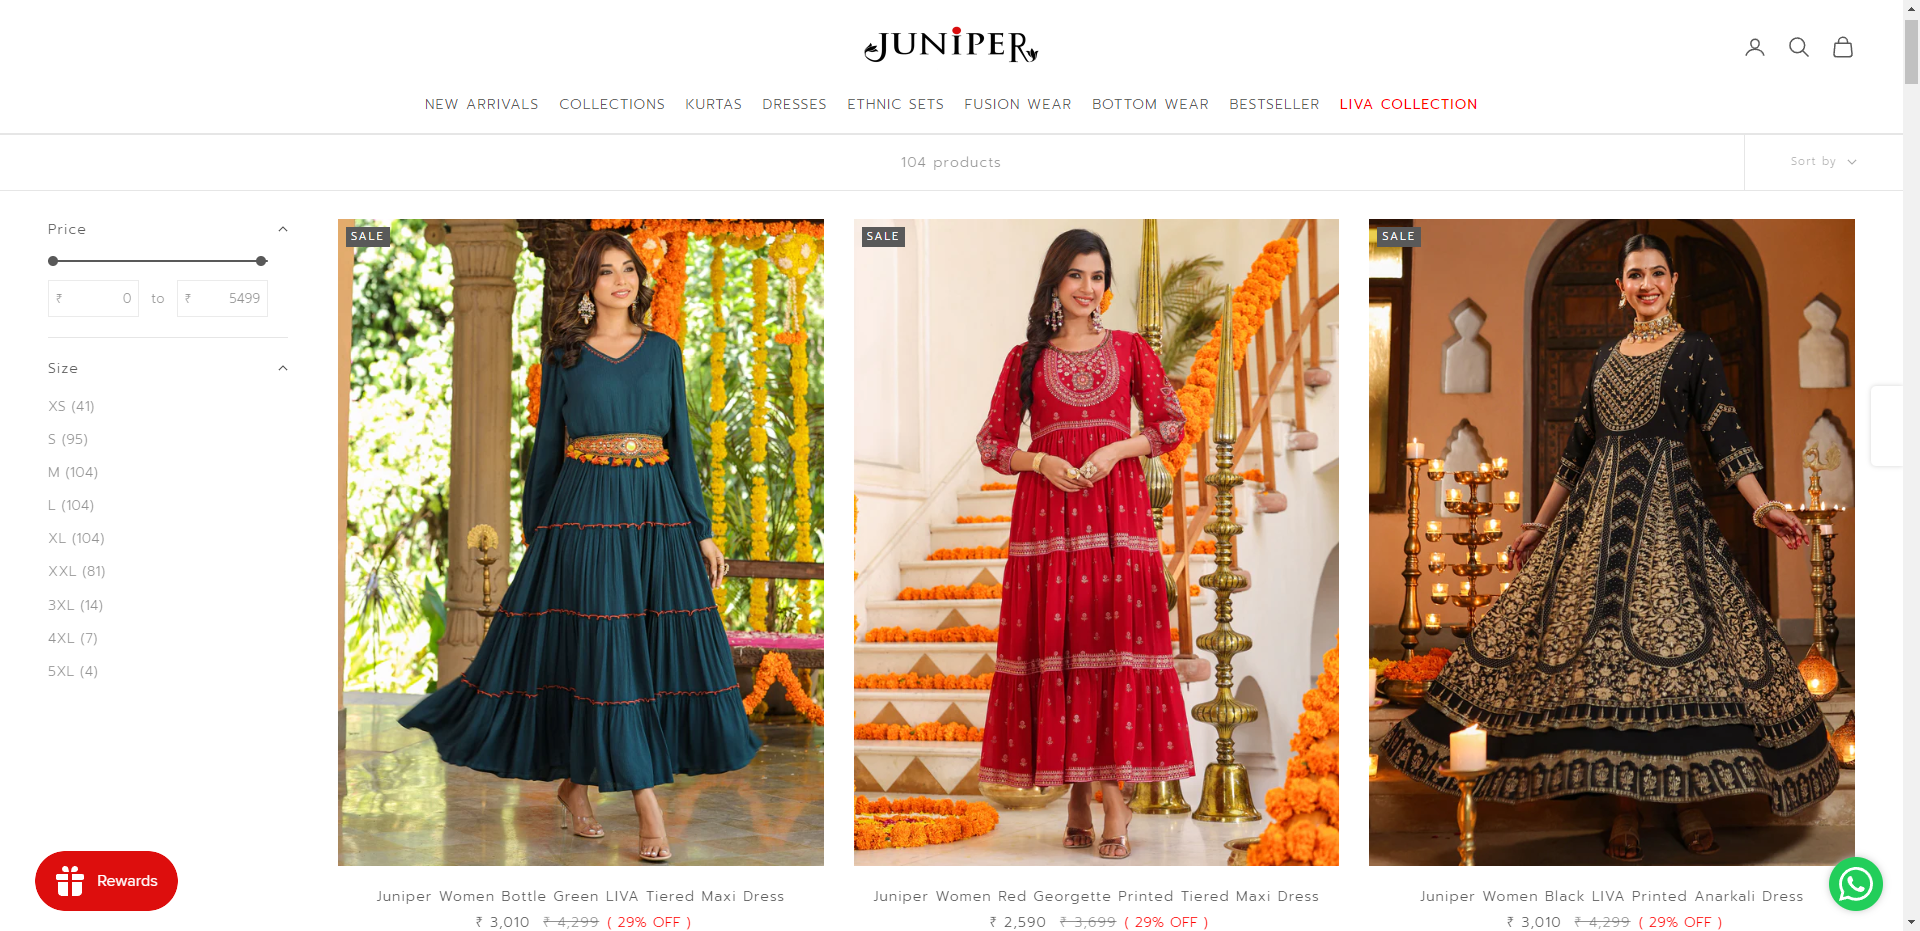 JUNiPER
NEW ARRIVALS COLLECTIONS KURTAS DRESSES ETHNIC SETS FUSION WEAR BOTTOM WEAR BESTSELLER LIVA COLLECTION
104 products
Sort by
Price
₹ 0 to ₹ 5499
Size
XS (41)
S (95)
M (104)
L (104)
XL (104)
XXL (81)
3XL (14)
4XL (7)
5XL (4)
SALE
SALE
SALE
Juniper Women Bottle Green LIVA Tiered Maxi Dress
₹ 3,010 ₹ 4,299 ( 29% OFF )
Juniper Women Red Georgette Printed Tiered Maxi Dress
₹ 2,590 ₹ 3,699 ( 29% OFF )
Juniper Women Black LIVA Printed Anarkali Dress
₹ 3,010 ₹ 4,299 ( 29% OFF )
Rewards